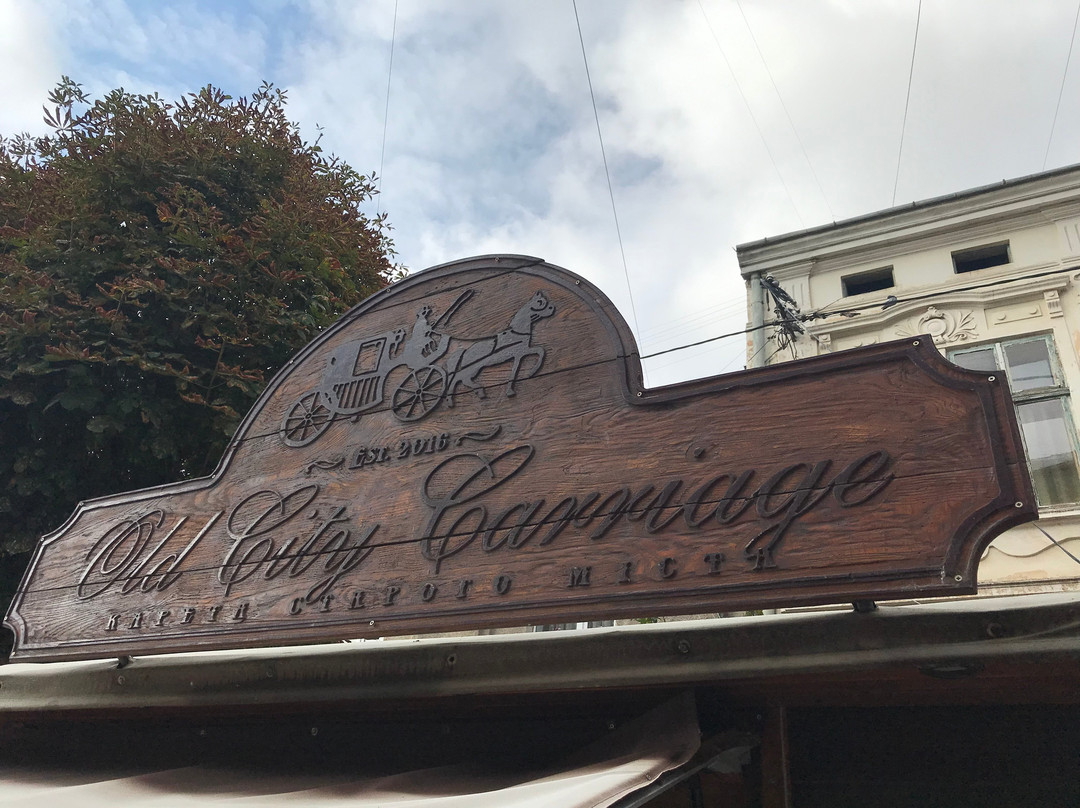 Est. 2016
Old City Carriage
КАРЕТА СТАРОГО МІСТА